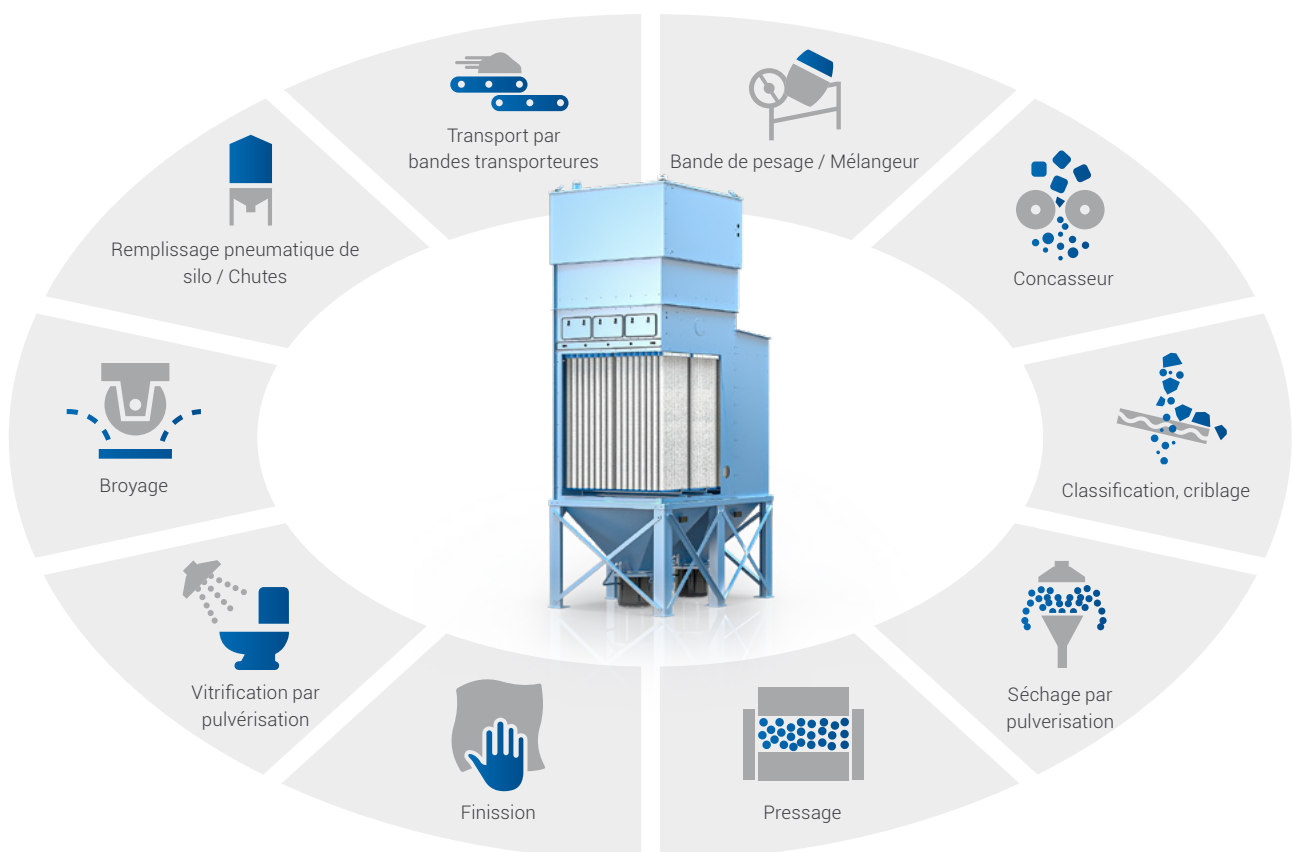 Transport par
bandes transporteures
Bande de pesage / Mélangeur
Remplissage pneumatique de
silo / Chutes
Concasseur
Broyage
Classification, criblage
Vitrification par
pulvérisation
Séchage par
pulverisation
Finission
Pressage